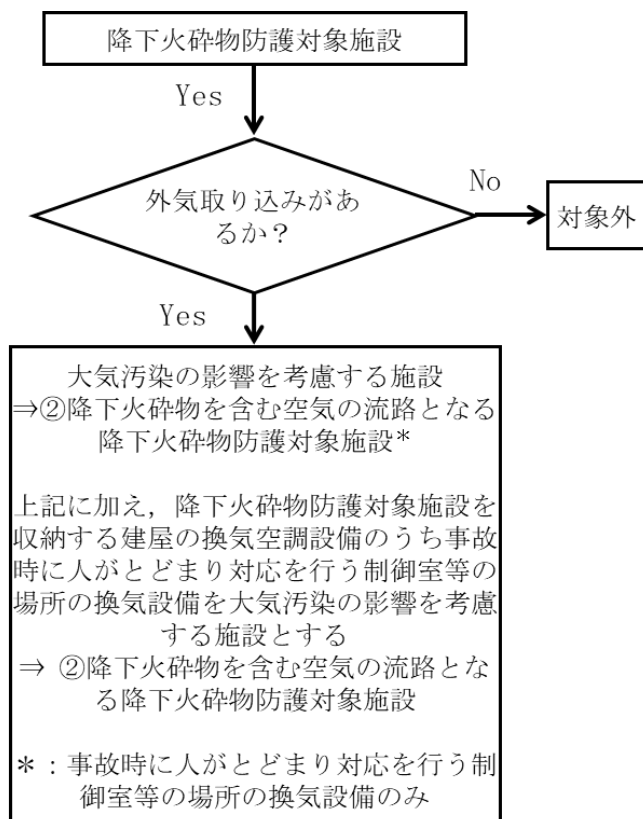 降下火砕物防護対象施設
Yes
外気取り込みがあ
るか？
No
対象外
Yes
大気汚染の影響を考慮する施設
⇒②降下火砕物を含む空気の流路となる
降下火砕物防護対象施設*
上記に加え，降下火砕物防護対象施設を
収納する建屋の換気空調設備のうち事故
時に人がとどまり対応を行う制御室等の
場所の換気設備を大気汚染の影響を考慮
する施設とする
⇒ ②降下火砕物を含む空気の流路とな
る降下火砕物防護対象施設
*：事故時に人がとどまり対応を行う制
御室等の場所の換気設備のみ